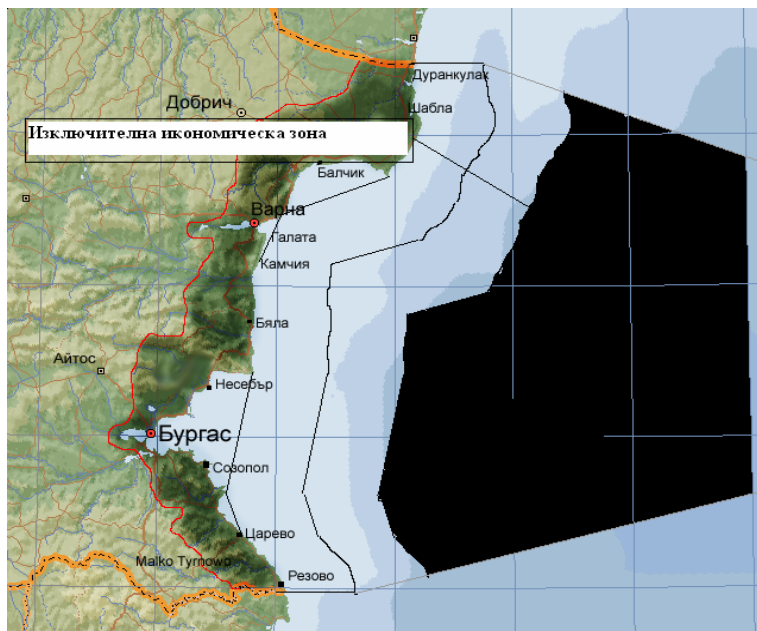 Дуранкулак
Добрич
Шабла
Изключителна икономическа зона
Балчик
Варна
Галата
Камчия
Бяла
Айтос
Несебър
Бургас
Созопол
Царево
Malko Tyrnowo
Резово